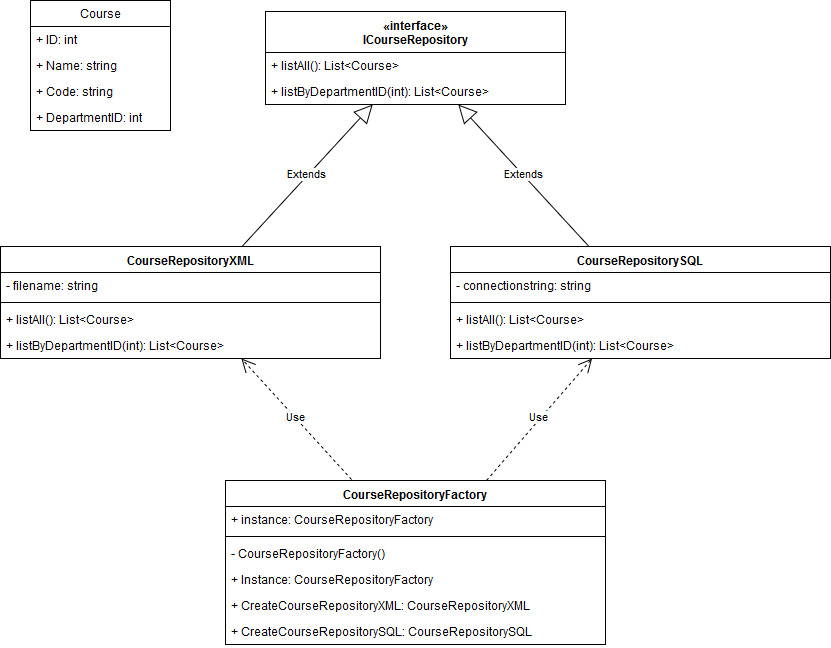 Course
+ ID: int
+ Name: string
+ Code: string
+ DepartmentID: int
«interface»
ICourseRepository
+ listAll(): List<Course>
+ listByDepartmentID(int): List<Course>
Extends
Extends
CourseRepositoryXML
- filename: string
+ listAll(): List<Course>
+ listByDepartmentID(int): List<Course>
CourseRepositorySQL
- connectionstring: string
+ listAll(): List<Course>
+ listByDepartmentID(int): List<Course>
Use
Use
CourseRepositoryFactory
+ instance: CourseRepositoryFactory
- CourseRepositoryFactory()
+ Instance: CourseRepositoryFactory
+ CreateCourseRepositoryXML: CourseRepositoryXML
+ CreateCourseRepositorySQL: CourseRepositorySQL